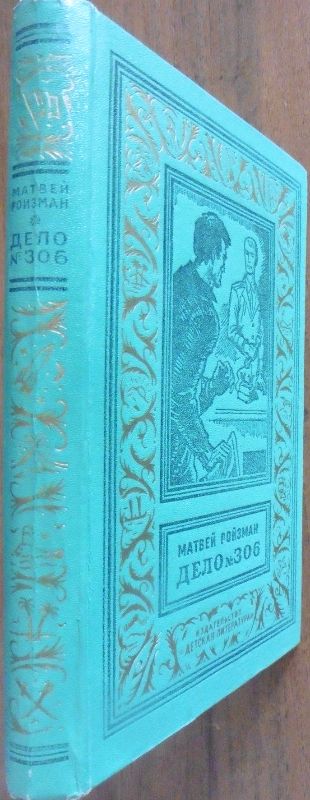 МАТВЕЙ
РОЙЗМАН
ДЕЛО
№306
МАТВЕЙ РОЙЗМАН
ДЕЛО №306
ИЗДАТЕЛЬСТВО
ДЕТСКАЯ ЛИТЕРАТУРА